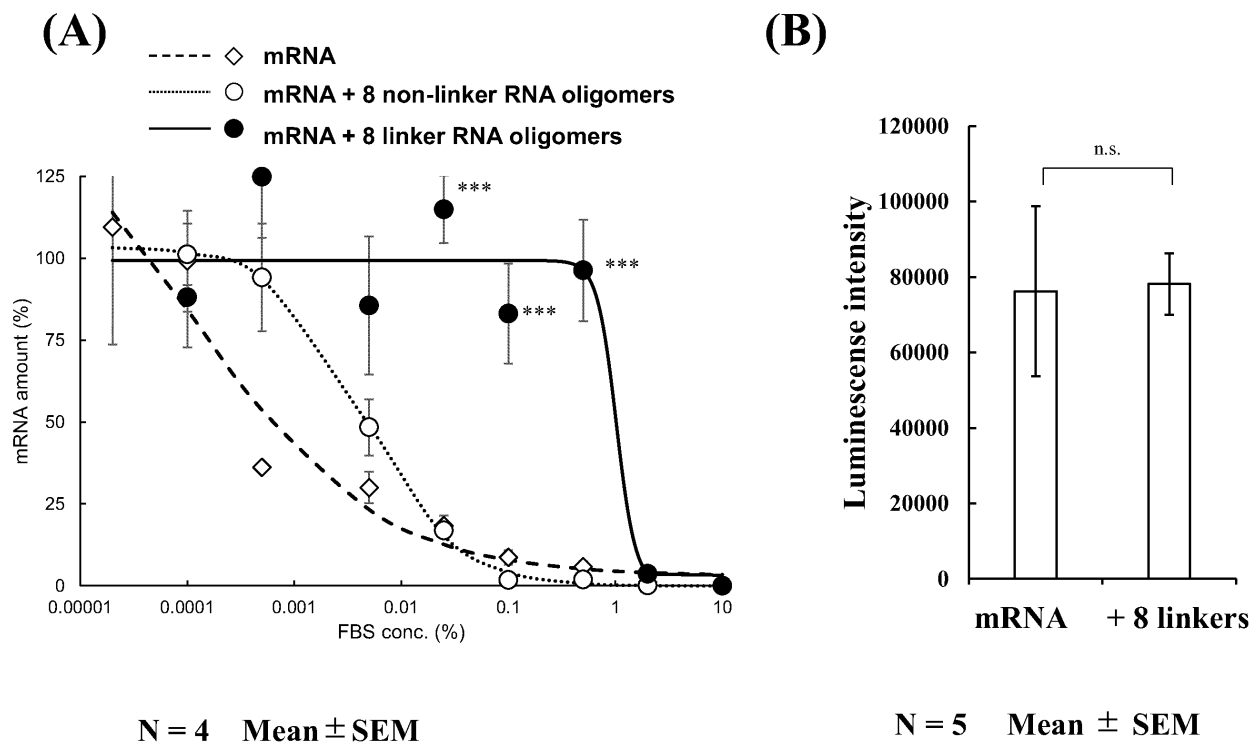 (A)
mRNA
mRNA + 8 non-linker RNA oligomers
mRNA + 8 linker RNA oligomers
125
100
75
50
25
0
mRNA amount (%)
***
***
***
0.00001 0.0001 0.001 0.01 0.1 1 10
FBS conc. (%)
N = 4 Mean ± SEM
(B)
120000
100000
80000
60000
40000
20000
0
Luminescense intensity
n.s.
mRNA + 8 linkers
N = 5 Mean ± SEM